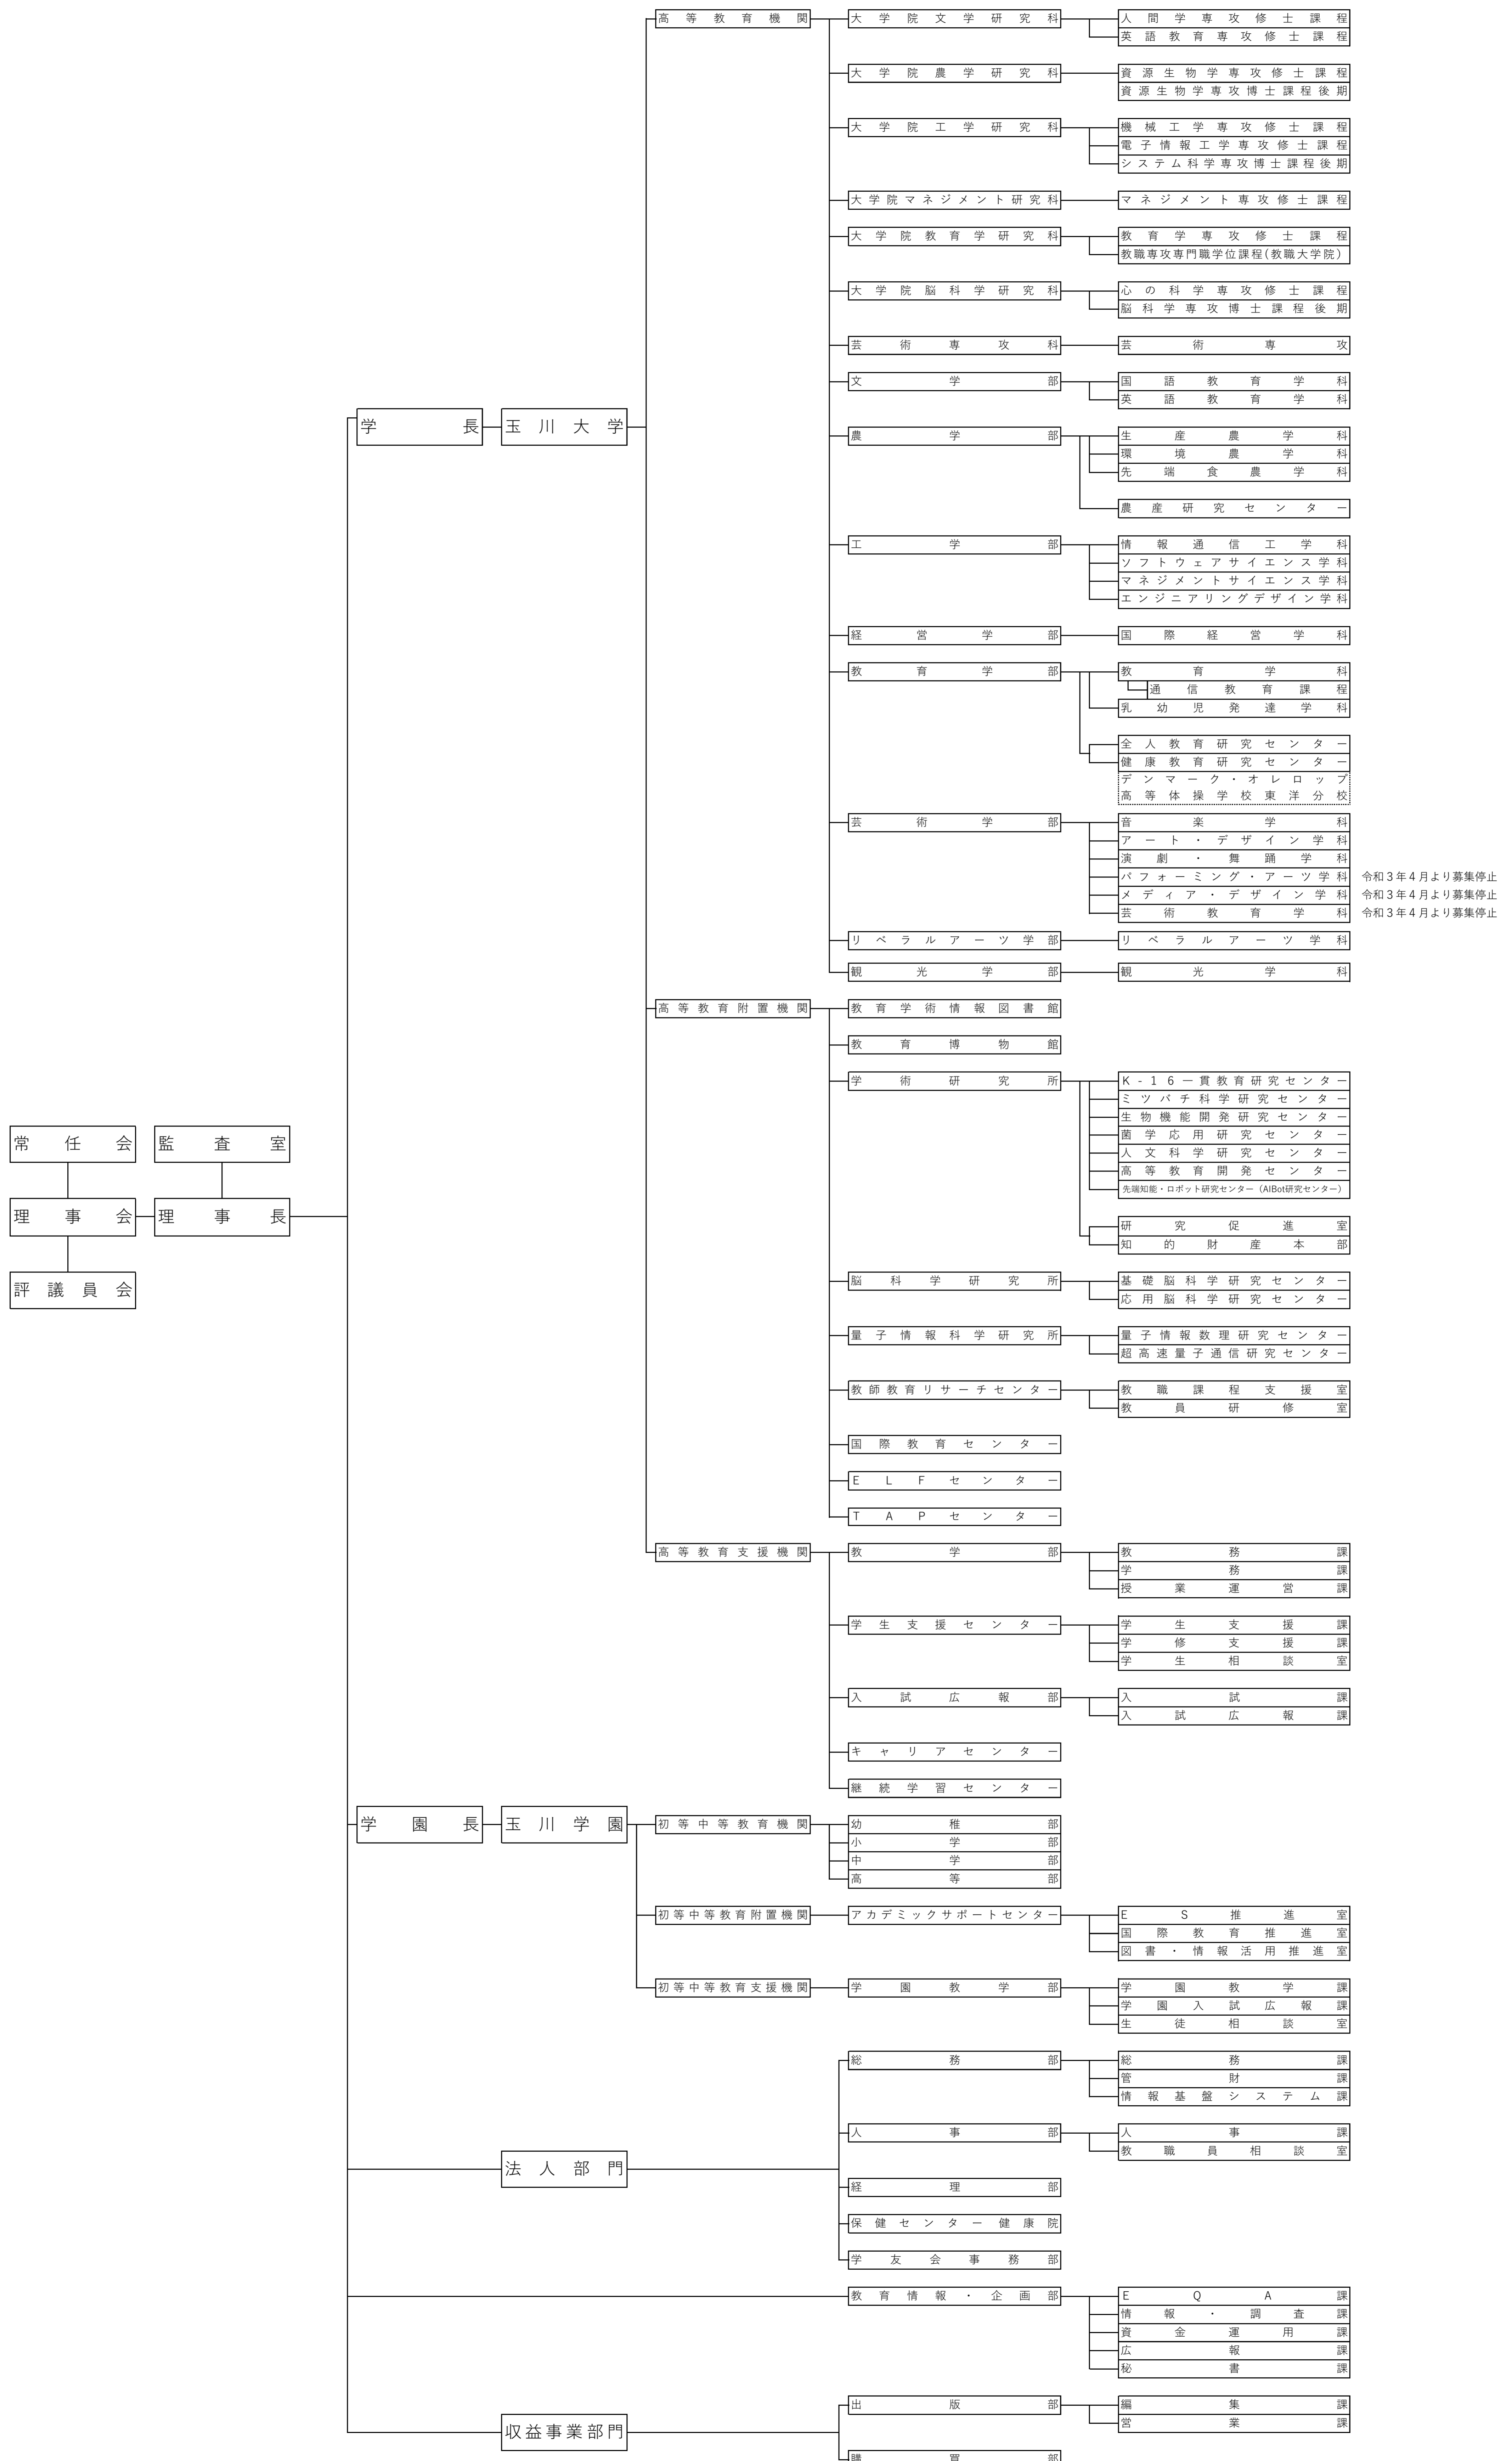 高等教育機関
大学院文学研究科
人間学専攻修士課程
英語教育専攻修士課程
大学院農学研究科
資源生物学専攻修士課程
資源生物学専攻博士課程後期
大学院工学研究科
機械工学専攻修士課程
電子情報工学専攻修士課程
システム科学専攻博士課程後期
大学院マネジメント研究科
マネジメント専攻修士課程
大学院教育学研究科
教育学専攻修士課程
教職専攻専門職学位課程(教職大学院)
大学院脳科学研究科
心の科学専攻修士課程
脳科学専攻博士課程後期
芸術専攻科
芸術専攻
文学部
国語教育学科
英語教育学科
学長
玉川大学
農学部
生産農学科
環境農学科
先端食農学科
農産研究センター
工学部
情報通信工学科
ソフトウェアサイエンス学科
マネジメントサイエンス学科
エンジニアリングデザイン学科
経営学部
国際経営学科
教育学部
教育学科
通信教育課程
乳幼児発達学科
全人教育研究センター
健康教育研究センター
デンマーク・オレロップ
高等体操学校東洋分校
芸術学部
音楽学科
アート・デザイン学科
演劇・舞踊学科
パフォーミング・アーツ学科 令和3年4月より募集停止
メディア・デザイン学科 令和3年4月より募集停止
芸術教育学科 令和3年4月より募集停止
リベラルアーツ学部
リベラルアーツ学科
観光学部
観光学科
高等教育附置機関
教育学術情報図書館
教育博物館
学術研究所
K-16一貫教育研究センター
ミツバチ科学研究センター
生物機能開発研究センター
菌学応用研究センター
人文科学研究センター
高等教育開発センター
先端知能・ロボット研究センター（AIBot研究センター）
研究促進室
知的財産本部
常任会
監査室
理事会
理事長
評議員会
脳科学研究所
基礎脳科学研究センター
応用脳科学研究センター
量子情報科学研究所
量子情報数理研究センター
超高速量子通信研究センター
教師教育リサーチセンター
教職課程支援室
教員研修室
国際教育センター
ELFセンター
TAPセンター
高等教育支援機関
教学部
教務課
学務課
授業運営課
学生支援センター
学生支援課
学修支援課
学生相談室
入試広報部
入試課
入試広報課
キャリアセンター
継続学習センター
学園長
玉川学園
初等中等教育機関
幼稚部
小学部
中学部
高等部
初等中等教育附置機関
アカデミックサポートセンター
ES推進室
国際教育推進室
図書・情報活用推進室
初等中等教育支援機関
学園教学部
学園教学課
学園入試広報課
生徒相談室
総務部
総務課
管財課
情報基盤システム課
人事部
人事課
教職員相談室
法人部門
経理部
保健センター健康院
学友会事務部
教育情報・企画部
EQA課
情報・調査課
資金運用課
広報課
秘書課
出版部
編集課
営業課
収益事業部門
購買部